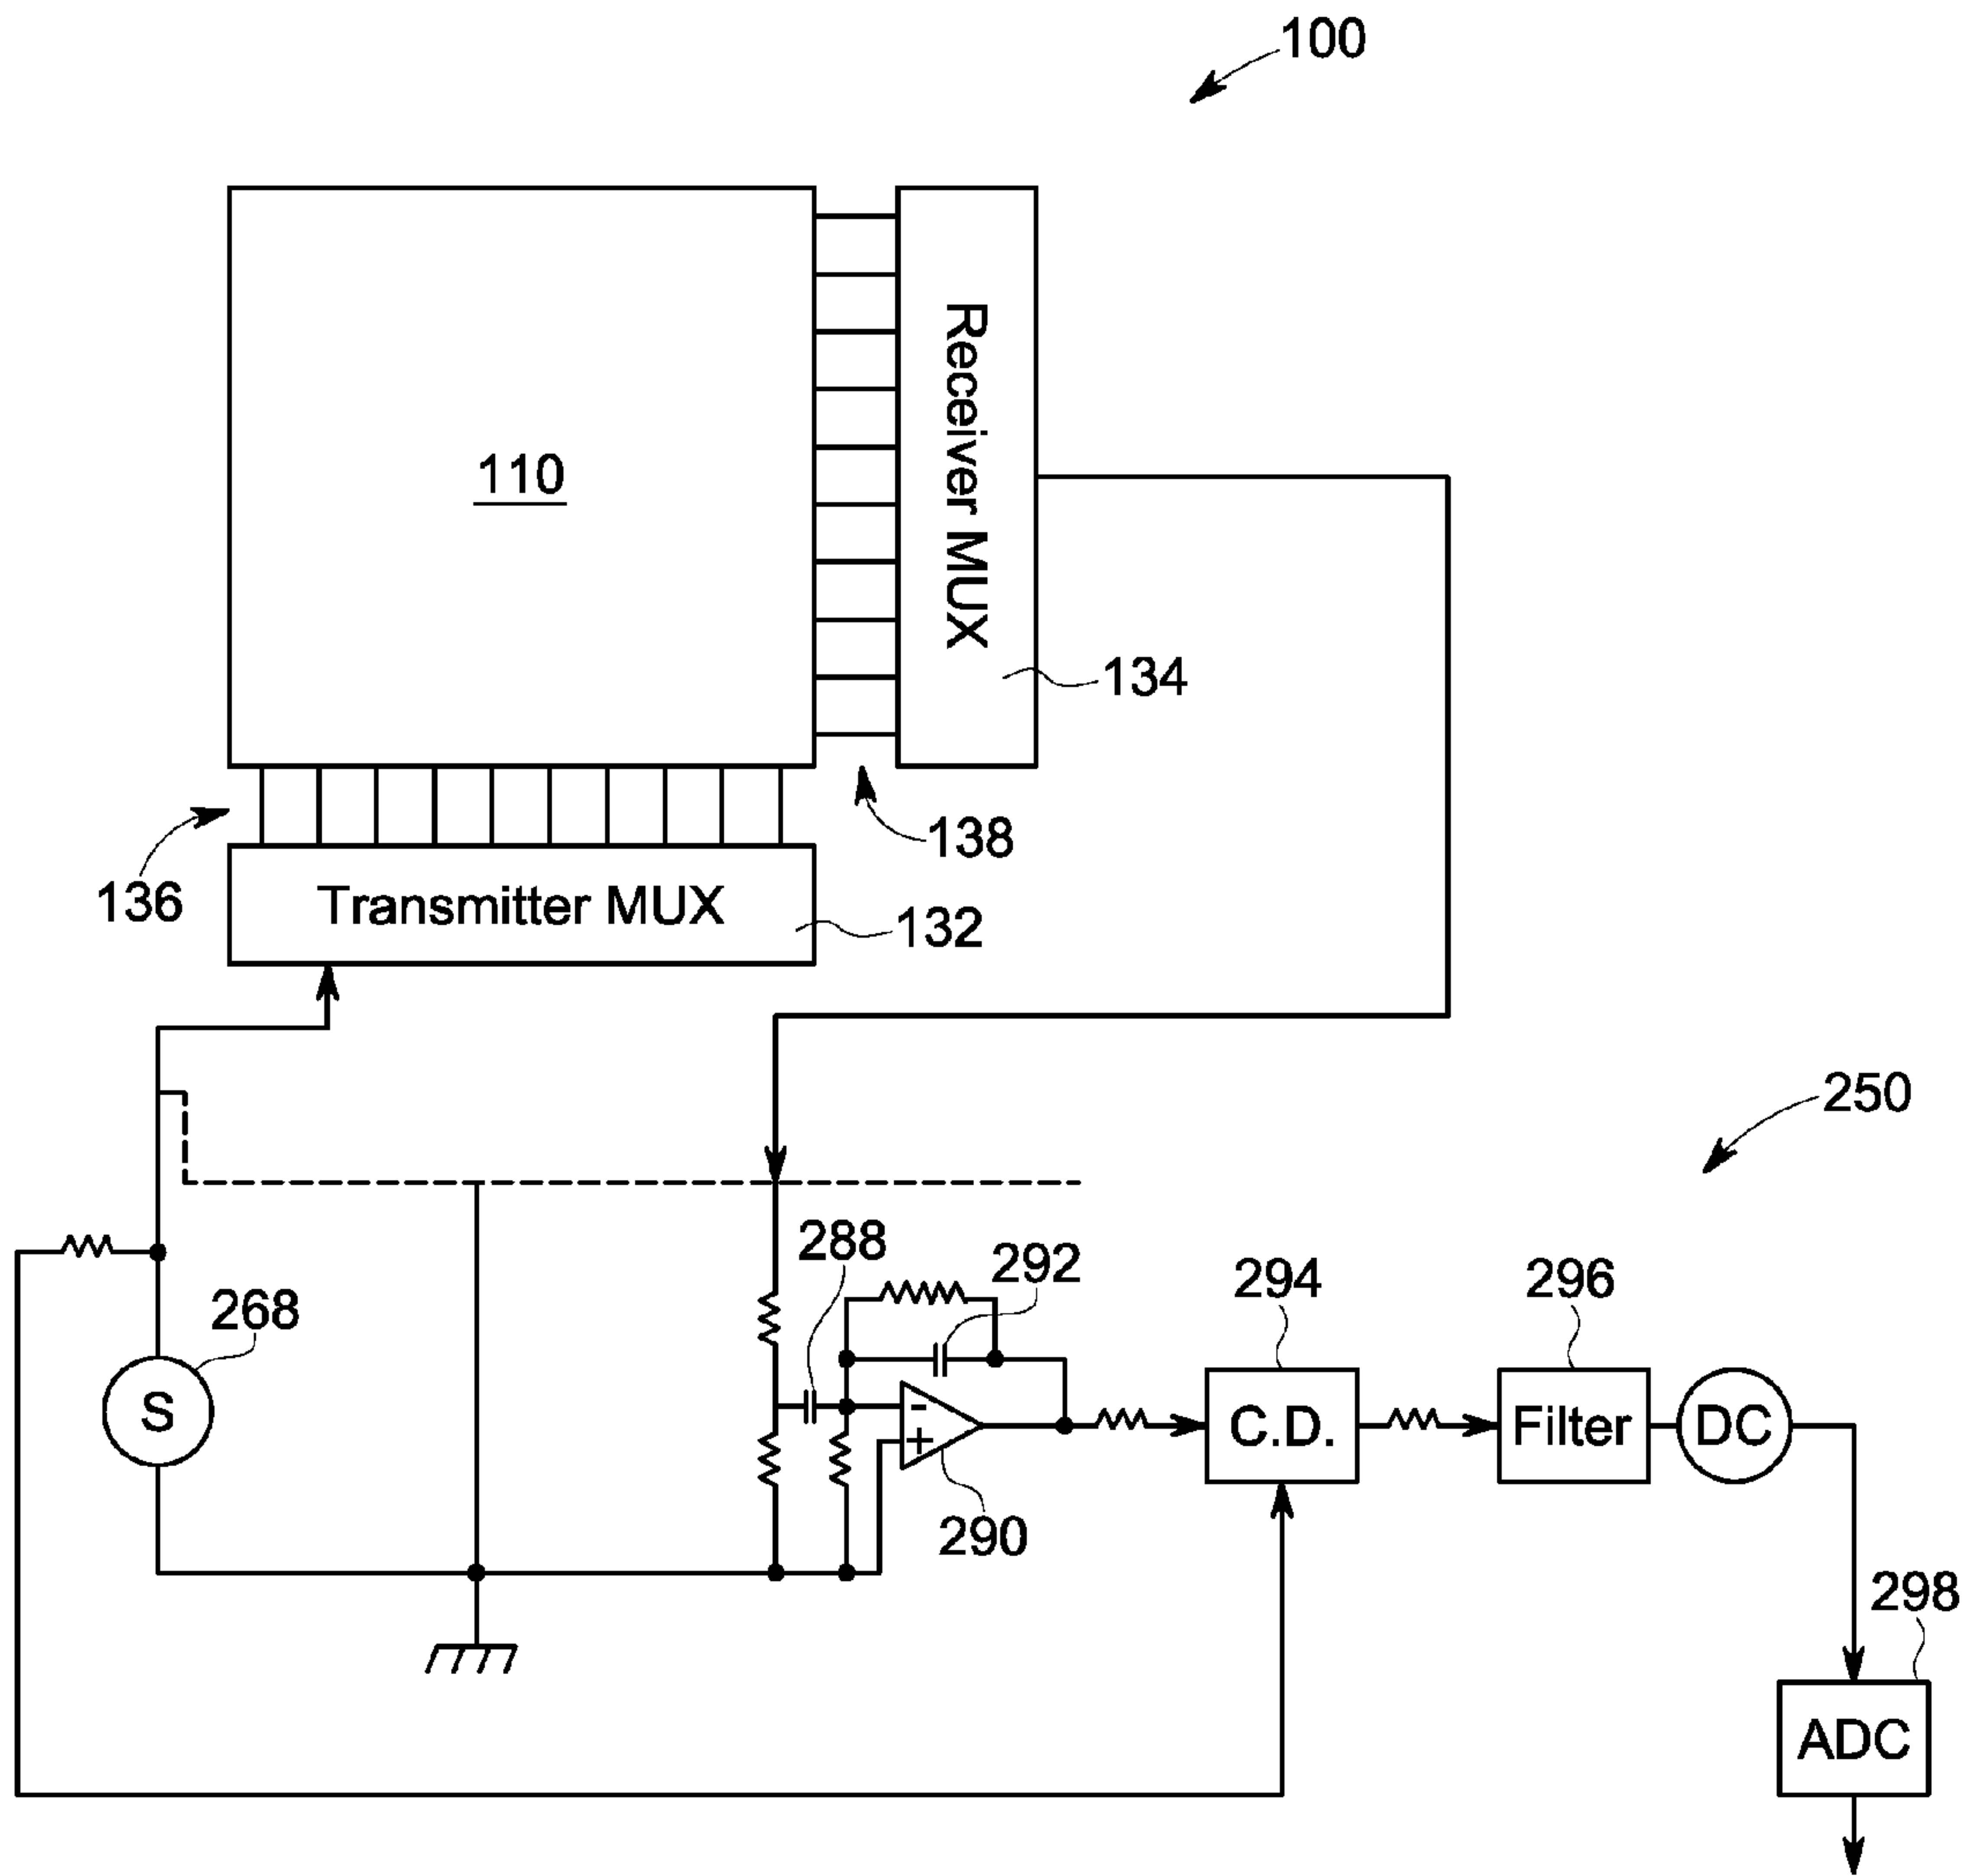 100
110
Receiver MUX
134
138
136
Transmitter MUX
132
250
288
292
268
294
296
S
-
+
C.D.
Filter
DC
290
298
ADC